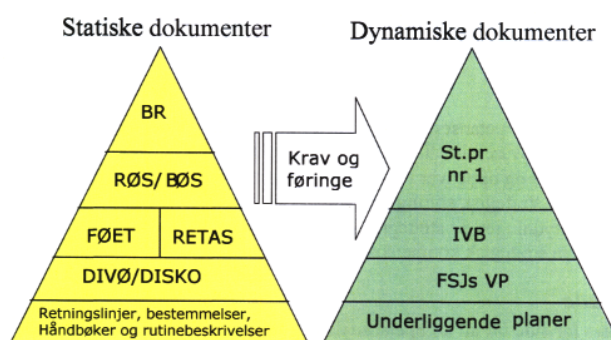 Statiske dokumenter
Dynamiske dokumenter
BR
RØS/BØS
FØET
RETAS
DIVØ/DISKO
Retningslinjer, bestemmelser,
Håndbøker og rutinebeskrivelser
Krav og
føringe
St.pr
nr 1
IVB
FSJs VP
Underliggende planer